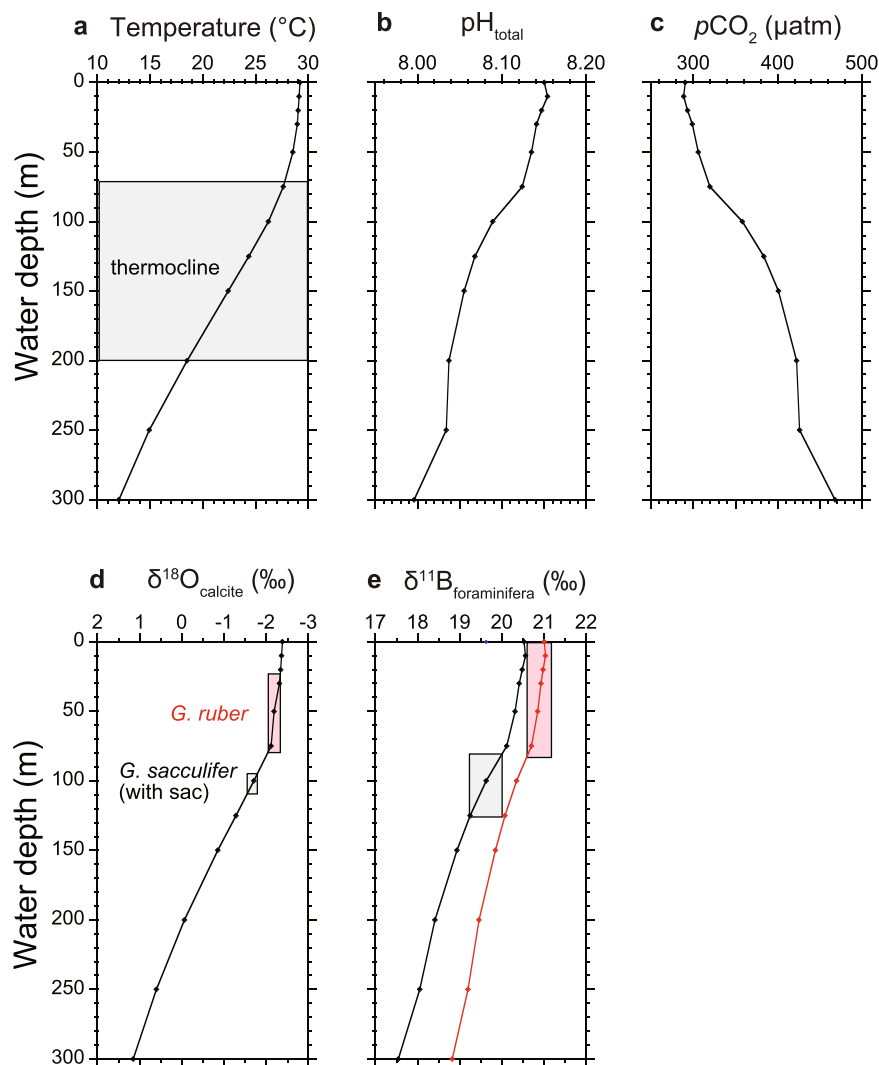 a Temperature (°C)
10 15 20 25 30
0
50
100
150
200
250
300
Water depth (m)
thermocline
b pHtotal
8.00 8.10 8.20
c pCO2 (µatm)
300 400 500
d δ18Ocalcite (‰)
2 1 0 -1 -2 -3
0
50
100
150
200
250
300
Water depth (m)
G. ruber
G. sacculifer
(with sac)
e δ11Bforaminifera (‰)
17 18 19 20 21 22